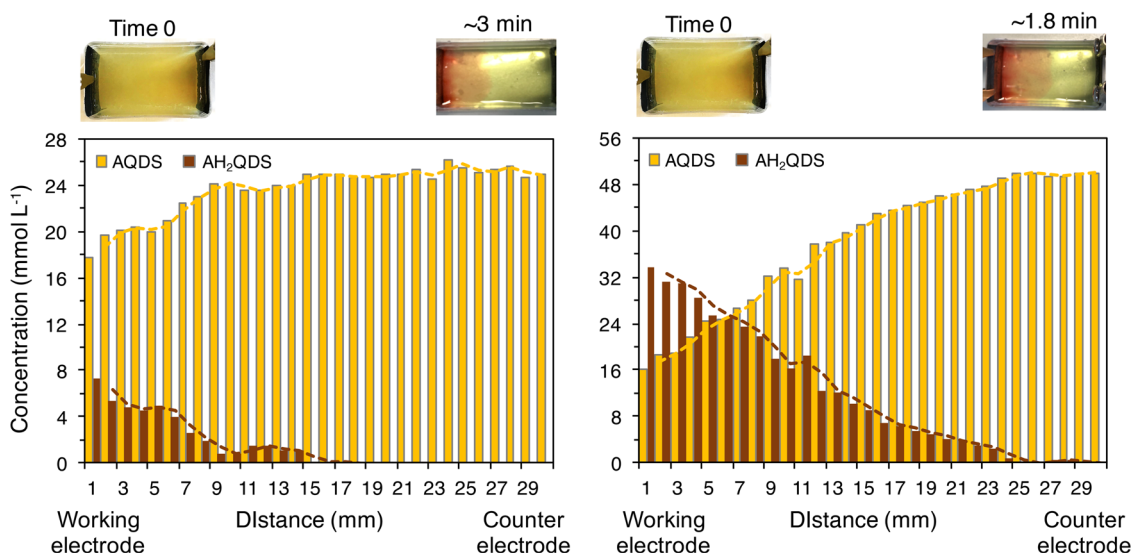 Time 0
~3 min
Time 0
~1.8 min
Concentration (mmol L-1)
28
24
20
16
12
8
4
0
AQDS
AH2QDS
1 3 5 7 9 11 13 15 17 19 21 23 25 27 29
Working
electrode
DIstance (mm)
Counter
electrode
56
48
40
32
24
16
8
0
AQDS
AH2QDS
1 3 5 7 9 11 13 15 17 19 21 23 25 27 29
Working
electrode
DIstance (mm)
Counter
electrode